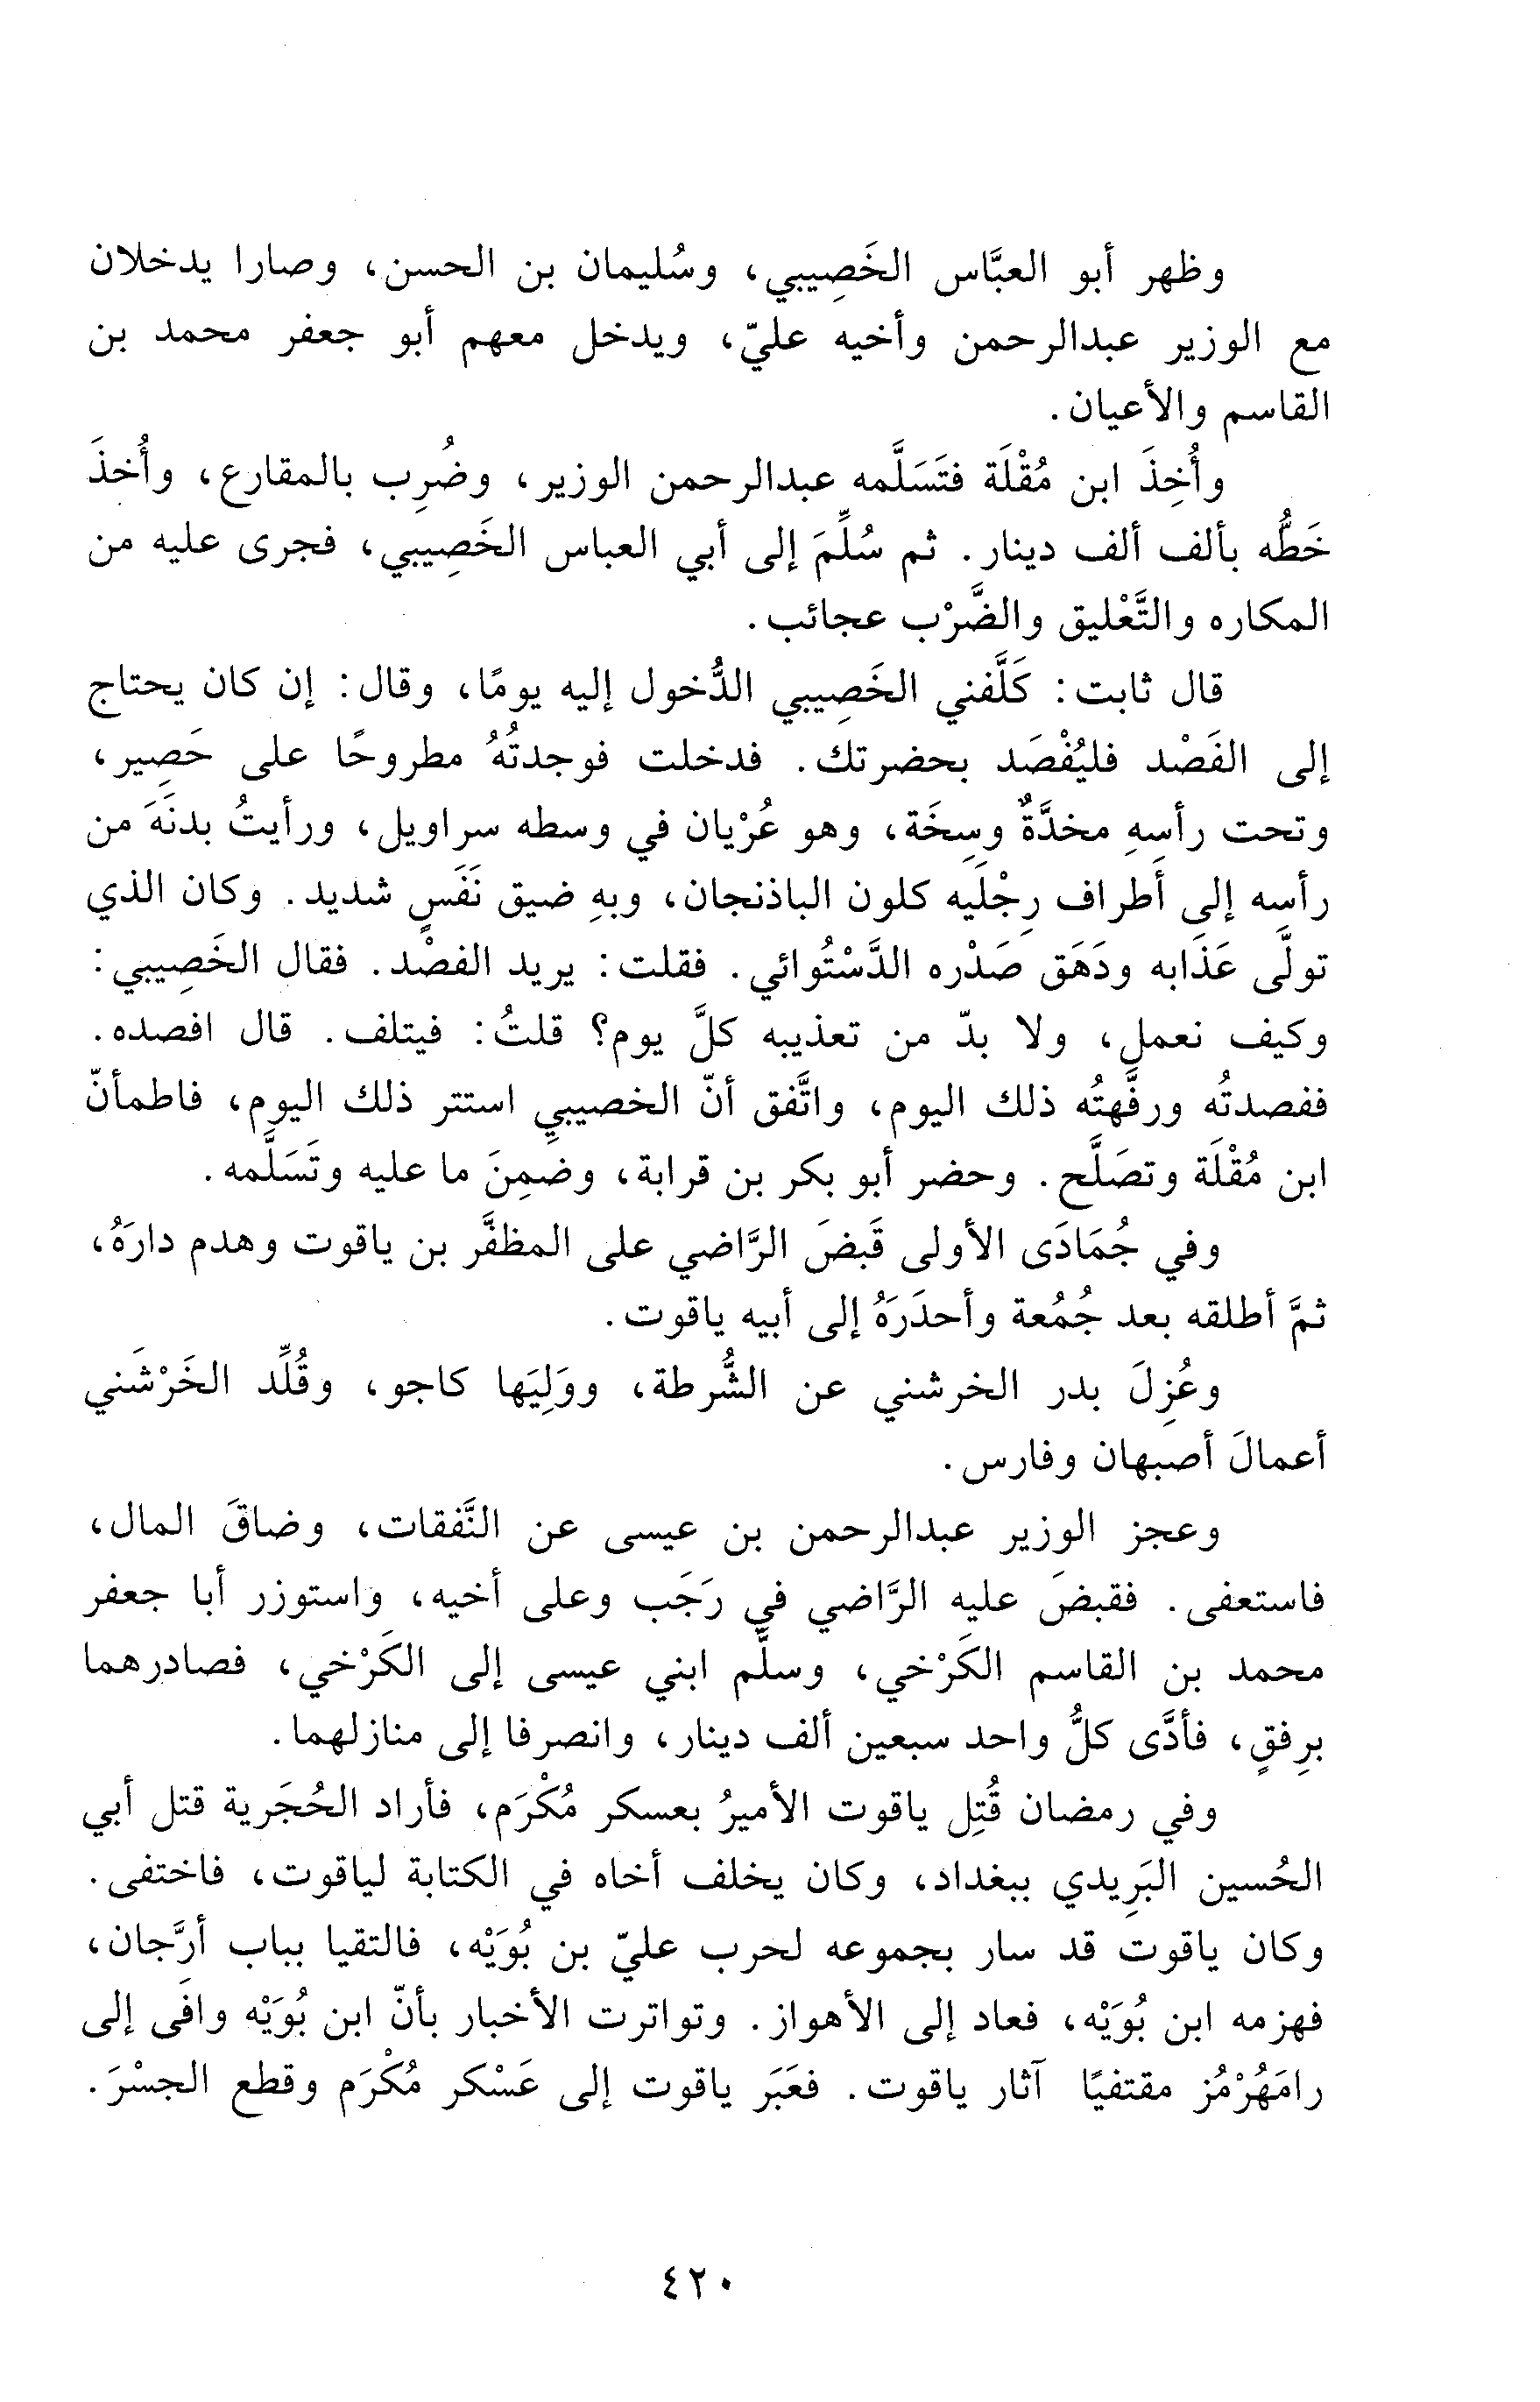 وظهر أبو العبَّاس الخَصِيبي، وسُليمان بن الحسن، وصارا يدخلان
مع الوزير عبدالرحمن وأخيه عليّ، ويدخل معهم أبو جعفر محمد بن
القاسم والأعيان.
وأُخِذَ ابن مُقْلَة فتَسَلَّمه عبدالرحمن الوزير، وضُرِب بالمقارع، وأُخذَ
خَطُّه بألف ألف دينار. ثم سُلِّمَ إلى أبي العباس الخَصِيبي، فجرى عليه من
المكاره والتَّعْليق والضَّرْب عجائب.
قال ثابت: كَلَّفني الخَصِيبي الدُّخول إليه يومًا، وقال: إن كان يحتاج
إلى الفَصْد فليُفْصَد بحضرتك. فدخلت فوجدتُهُ مطروحًا على حَصِير،
وتحت رأسِهِ مخدَّةٌ وسِخَة، وهو عُرْيان في وسطه سراويل، ورأيتُ بدنَهَ من
رأسِه إلى أَطراف رِجْلَيه كلون الباذنجان، وبهِ ضيق نَفَسٍ شديد. وكان الذي
تولَّى عَذَابه ودَهَق صَدْره الدَّسْتُوائي. فقلت: يريد الفصْد. فقال الخَصِيبي:
وكيف نعمل، ولا بدّ من تعذيبه كلَّ يوم؟ قلتُ: فيتلف. قال افصده.
ففصدتُه ورفَّهتُه ذلك اليوم، واتَّفق أنّ الخصيبي استتر ذلك اليوم، فاطمأنّ
ابن مُقْلَة وتصَلَّح. وحضر أبو بكر بن قرابة، وضمِنَ ما عليه وتَسَلَّمه.
وفي جُمَادَى الأولى قَبضَ الرَّاضي على المظفَّر بن ياقوت وهدم دارَهُ،
ثمَّ أطلقه بعد جُمُعة وأحدَرَهُ إلى أبيه ياقوت.
وعُزِلَ بدر الخرشني عن الشُّرطة، ووَلِيَها كاجو، وقُلِّد الخَرْشَني
أعمالَ أصبهان وفارس.
وعجز الوزير عبدالرحمن بن عيسى عن النَّفقات، وضاقَ المال،
فاستعفى. فقبضَ عليه الرَّاضي في رَجَب وعلى أخيه، واستوزر أبا جعفر
محمد بن القاسم الكَرْخي، وسلَّم ابني عيسى إلى الكَرْخي، فصادرهما
برِفقٍ، فأدَّى كلُّ واحد سبعين ألف دينار، وانصرفا إلى منازلهما.
وفي رمضان قُتِل ياقوت الأميرُ بعسكر مُكْرَم، فأراد الحُجَرية قتل أبي
الحُسين البَرِيدي ببغداد، وكان يخلف أخاه في الكتابة لياقوت، فاختفى.
وكان ياقوت قد سار بجموعه لحرب عليّ بن بُوَيْه، فالتقيا بباب أرَّجان،
فهزمه ابن بُوَيْه، فعاد إلى الأهواز. وتواترت الأخبار بأنّ ابن بُوَيْه وافَى إلى
رامَهُرْمُز مقتفيًا آثار ياقوت. فعَبَر ياقوت إلى عَسْكر مُكْرَم وقطع الجسْرَ.
٤٢٠